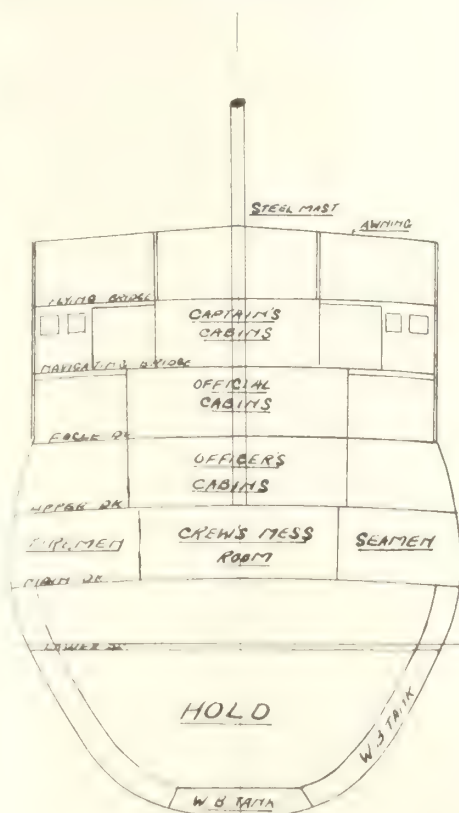 STEEL MAST
AWNING
FLYING BRIDGE
CAPTAIN'S
CABINS
NAVIGATING BRIDGE
OFFICIAL
CABINS
FOCLE DK
OFFICER'S
CABINS
UPPER DK
FIREMEN
CREW'S MESS
ROOM
SEAMEN
MAIN DK
LOWER DK
HOLD
W B TANK
W B TANK